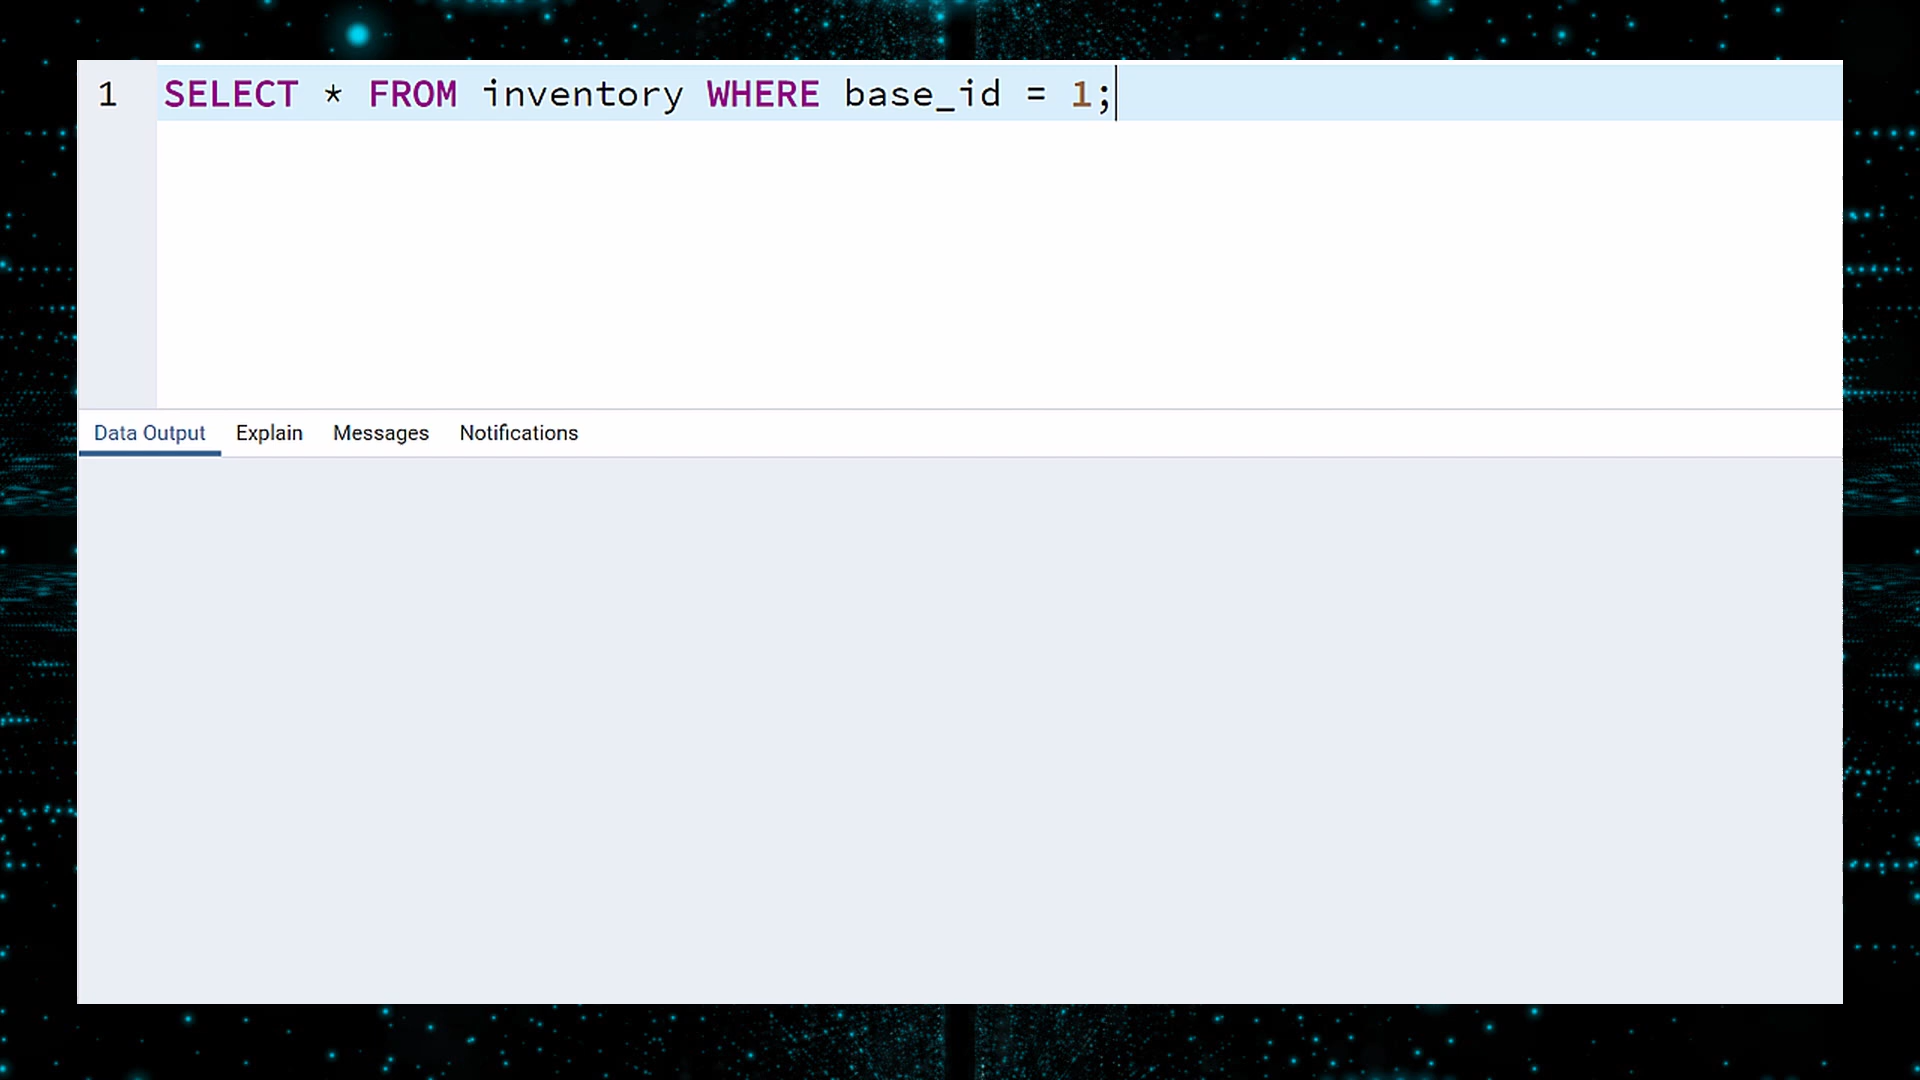 1 SELECT * FROM inventory WHERE base_id = 1;
Data Output Explain Messages Notifications